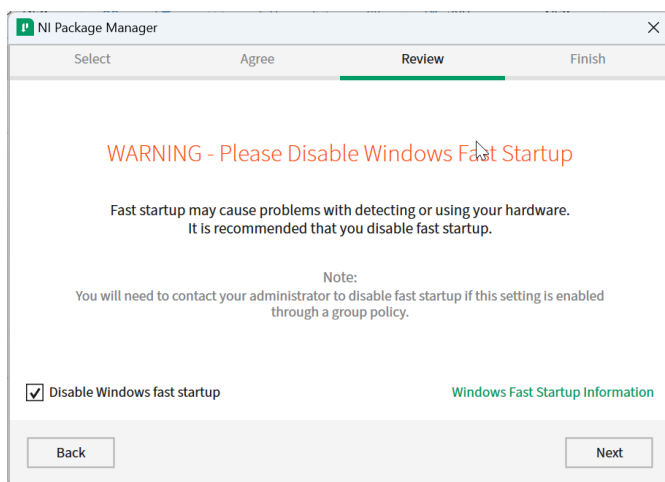 NI Package Manager
Select Agree Review Finish
WARNING - Please Disable Windows Fast Startup
Fast startup may cause problems with detecting or using your hardware.
It is recommended that you disable fast startup.
Note:
You will need to contact your administrator to disable fast startup if this setting is enabled
through a group policy.
Disable Windows fast startup Windows Fast Startup Information
Back Next